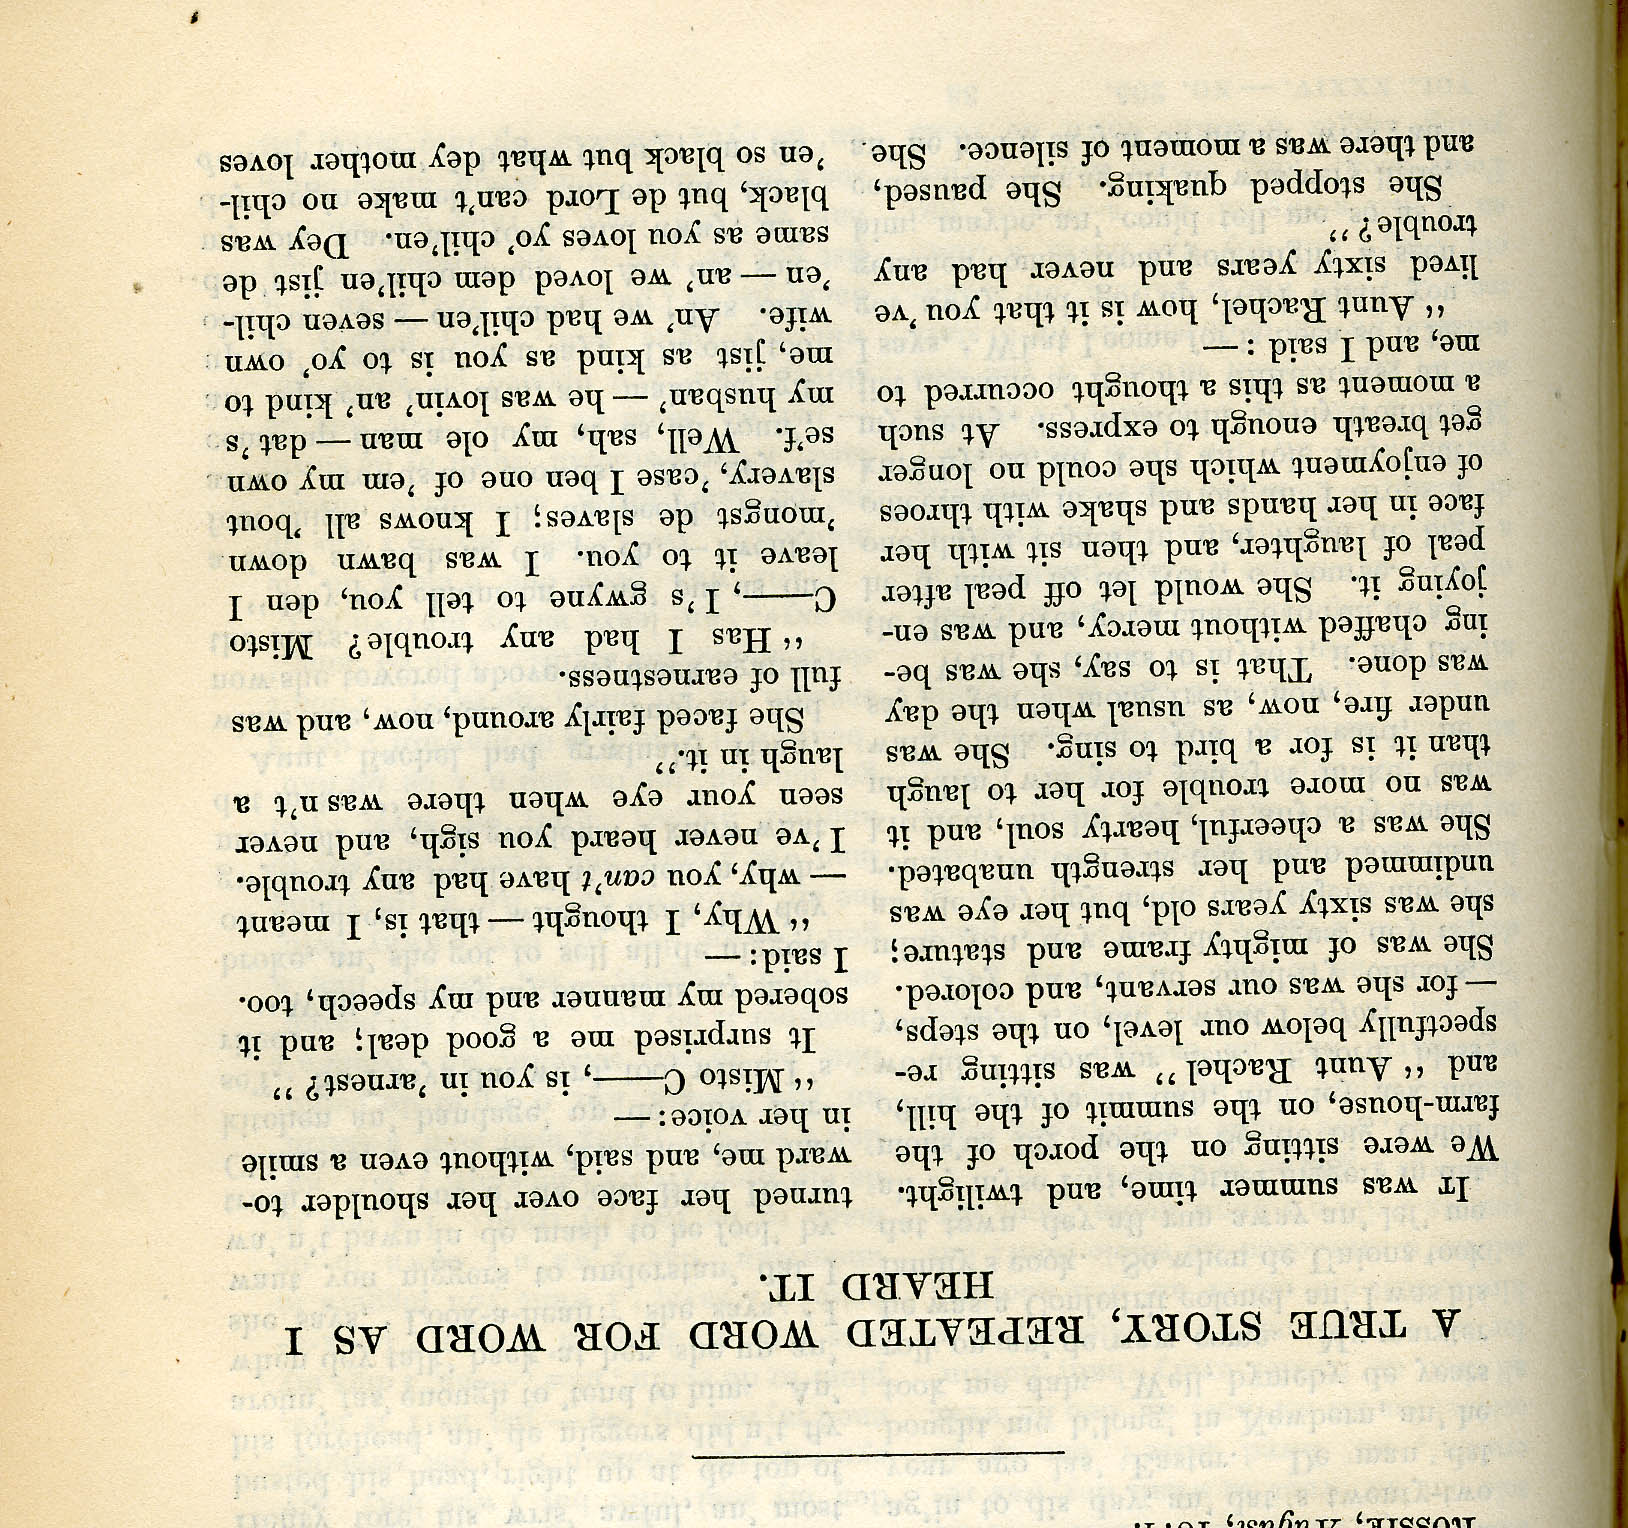 ROSSIE, August,
A TRUE STORY, REPEATED WORD FOR WORD AS I
HEARD IT.
IT was summer time, and twilight.
We were sitting on the porch of the
farm-house, on the summit of the hill,
and “Aunt Rachel” was sitting re-
spectfully below our level, on the steps,
— for she was our servant, and colored.
She was of mighty frame and stature;
she was sixty years old, but her eye was
undimmed and her strength unabated.
She was a cheerful, hearty soul, and it
was no more trouble for her to laugh
than it is for a bird to sing. She was
under fire, now, as usual when the day
was done. That is to say, she was be-
ing chaffed without mercy, and was en-
joying it. She would let off peal after
peal of laughter, and then sit with her
face in her hands and shake with throes
of enjoyment which she could no longer
get breath enough to express. At such
a moment as this a thought occurred to
me, and I said: —
“Aunt Rachel, how is it that you 've
lived sixty years and never had any
trouble?”
She stopped quaking. She paused,
and there was a moment of silence. She
turned her face over her shoulder to-
ward me, and said, without even a smile
in her voice: —
“Misto C——, is you in 'arnest?”
It surprised me a good deal; and it
sobered my manner and my speech, too.
I said: —
“Why, I thought — that is, I meant
— why, you can't have had any trouble.
I 've never heard you sigh, and never
seen your eye when there was n't a
laugh in it.”
She faced fairly around, now, and was
full of earnestness.
“Has I had any trouble? Misto
C——, I 's gwyne to tell you, den I
leave it to you. I was bawn down
'mongst de slaves; I knows all 'bout
slavery, 'case I ben one of 'em my own
se'f. Well, sah, my ole man — dat 's
my husban' — he was lovin' an' kind to
me, jist as kind as you is to yo' own
wife. An' we had chil'en — seven chil-
'en — an' we loved dem chil'en jist de
same as you loves yo' chil'en. Dey was
black, but de Lord can't make no chil-
'en so black but what dey mother loves